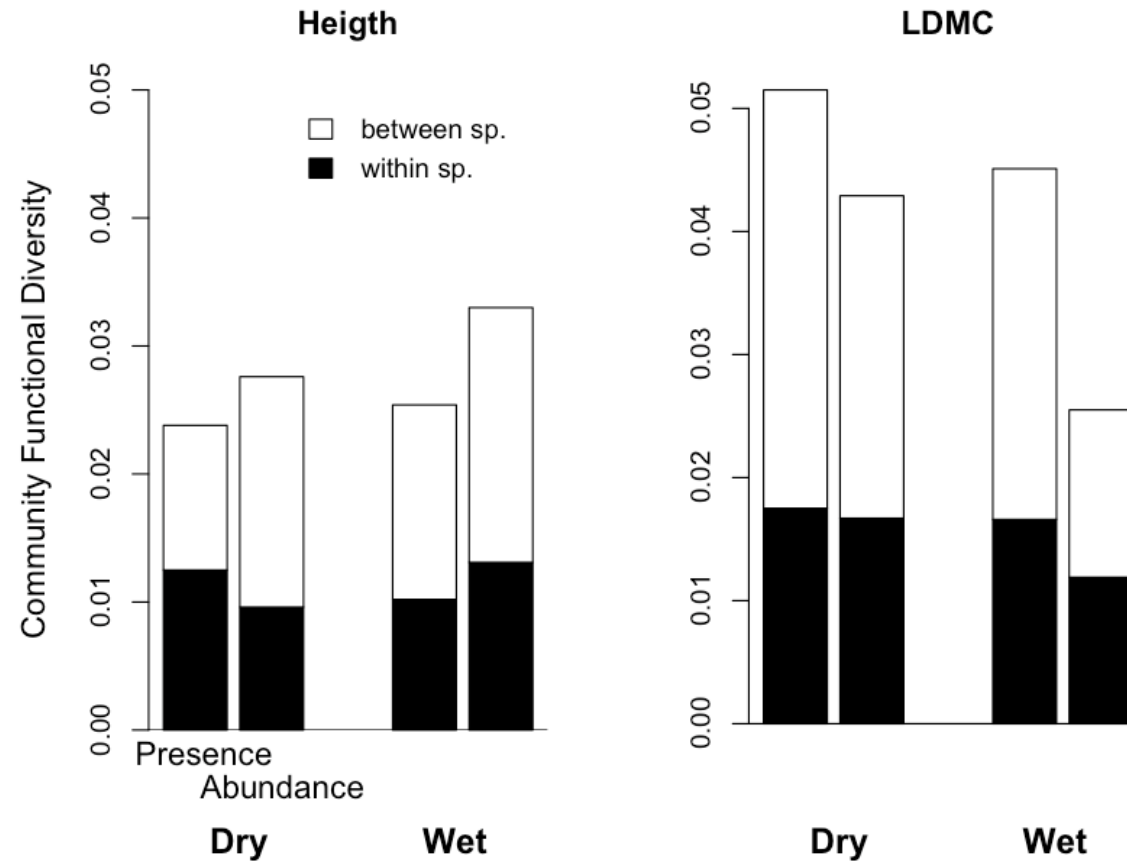 Heigth
LDMC
Community Functional Diversity
0.00
0.01
0.02
0.03
0.04
0.05
between sp.
within sp.
0.00
0.01
0.02
0.03
0.04
0.05
Presence
Abundance
Dry
Wet
Dry
Wet